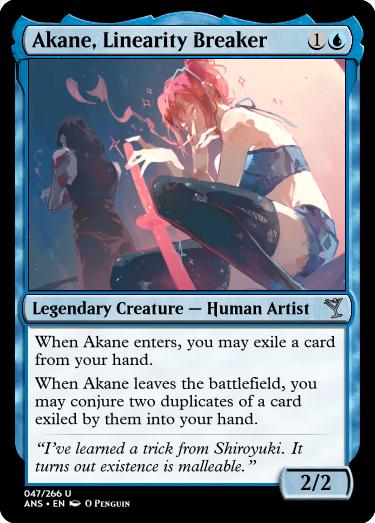 Akane, Linearity Breaker 1
Legendary Creature — Human Artist
When Akane enters, you may exile a card
from your hand.
When Akane leaves the battlefield, you
may conjure two duplicates of a card
exiled by them into your hand.
“I’ve learned a trick from Shiroyuki. It
turns out existence is malleable.”
2/2
047/266 U
ANS • EN O Penguin